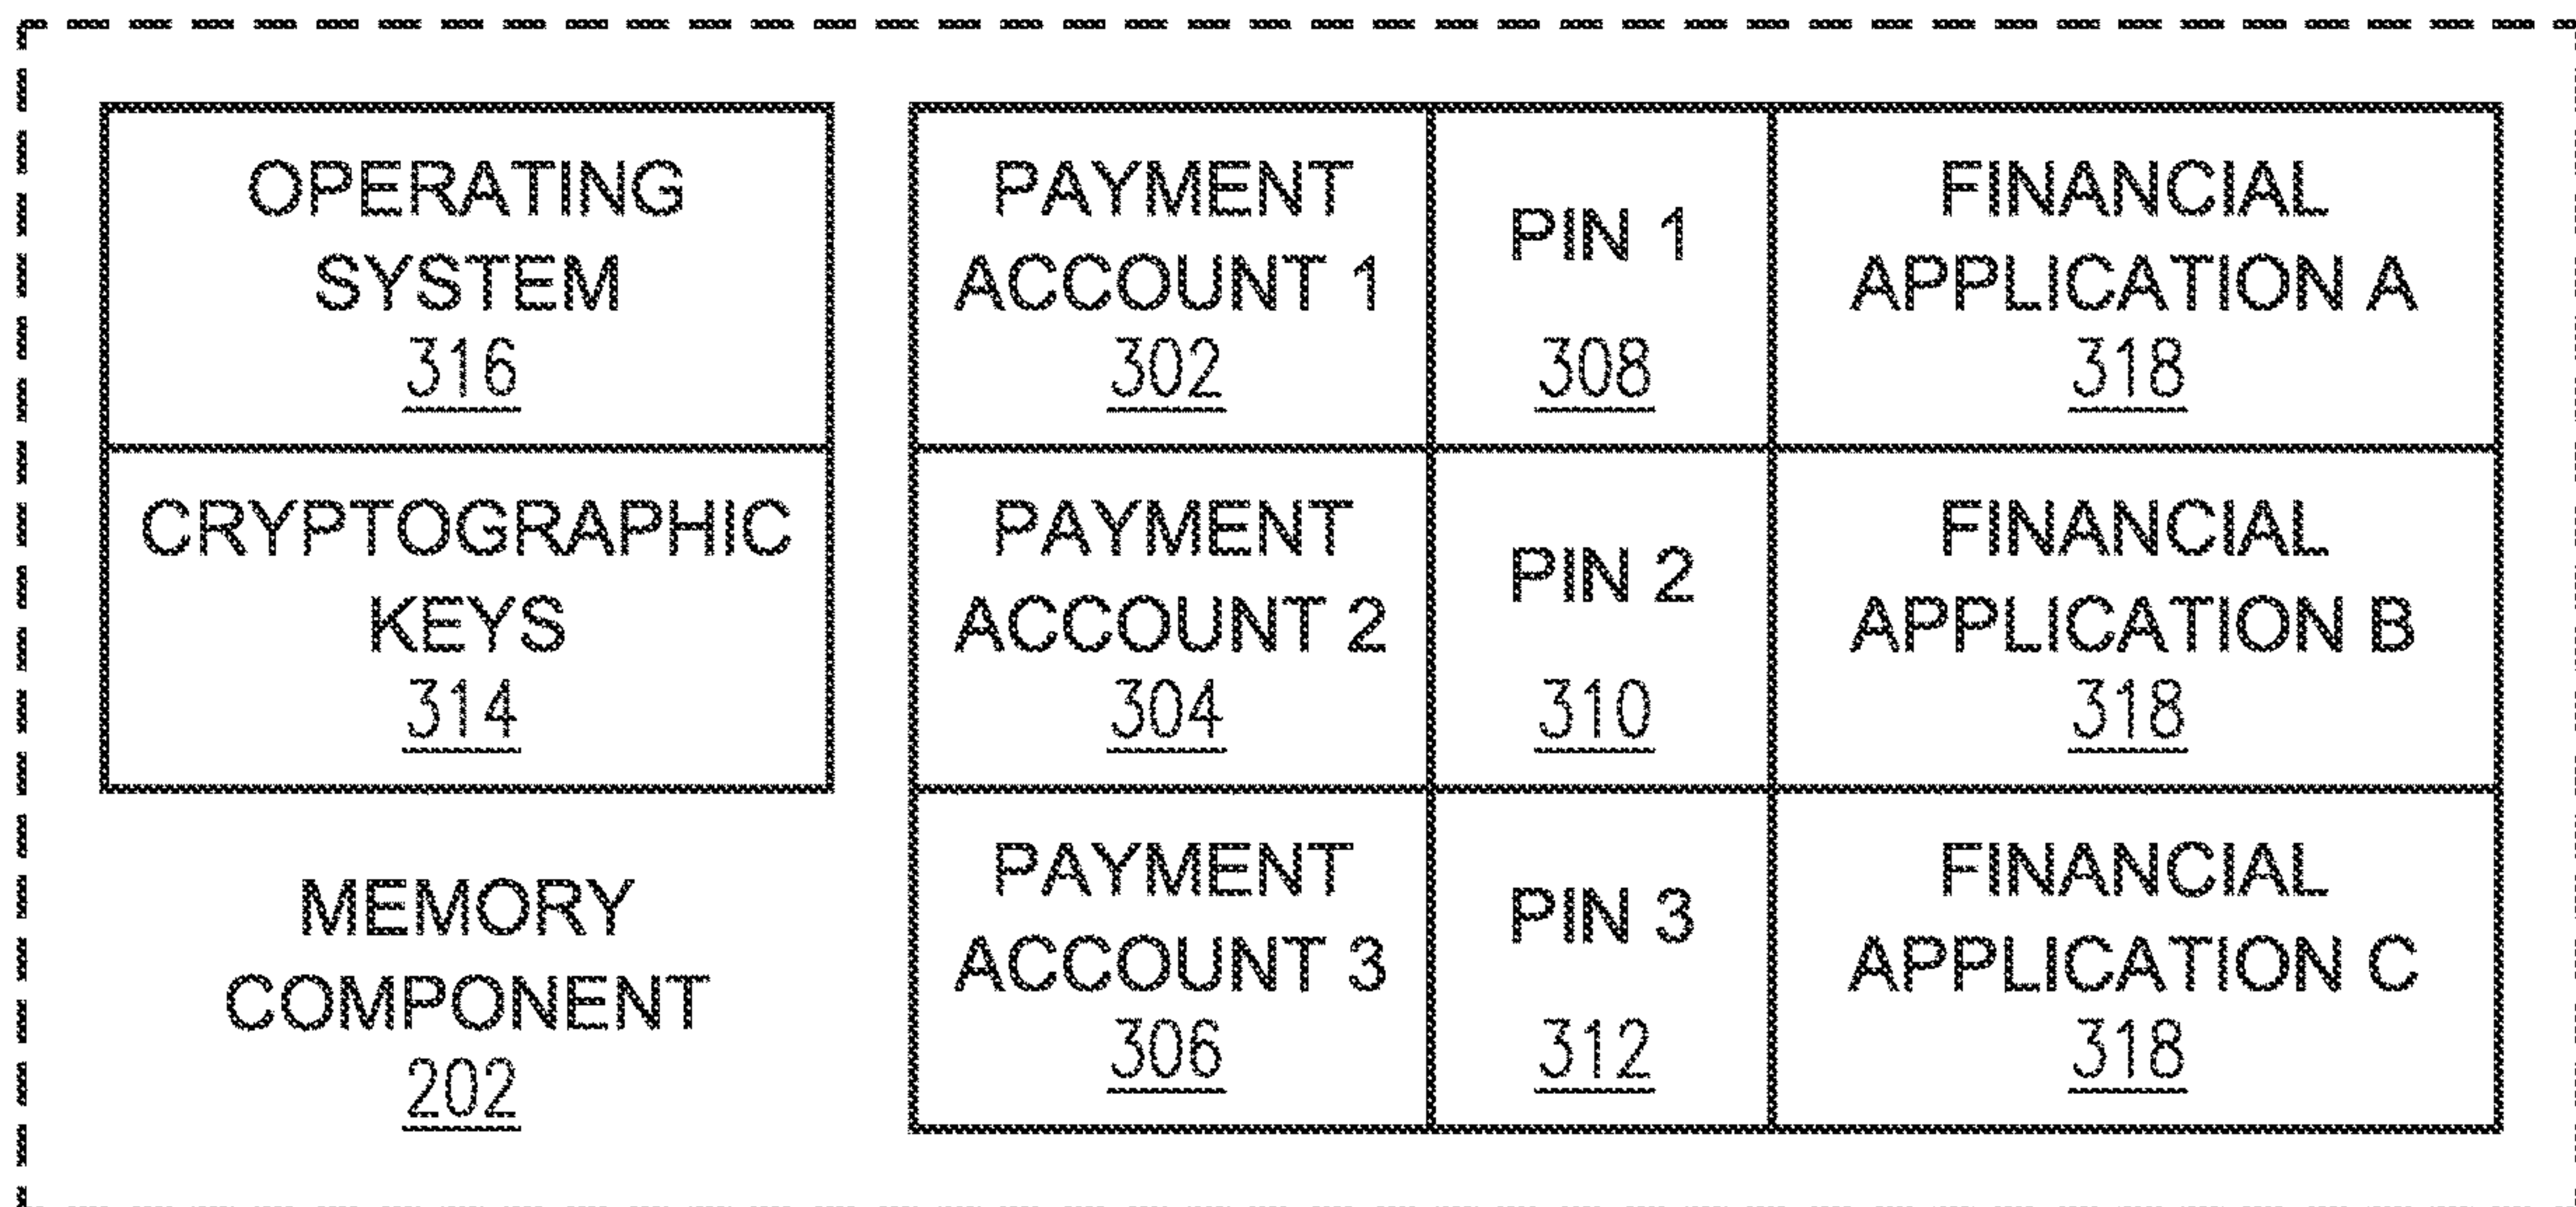 OPERATING
SYSTEM
316
CRYPTOGRAPHIC
KEYS
314
MEMORY
COMPONENT
202
PAYMENT
ACCOUNT 1
302
PIN 1
308
FINANCIAL
APPLICATION A
318
PAYMENT
ACCOUNT 2
304
PIN 2
310
FINANCIAL
APPLICATION B
318
PAYMENT
ACCOUNT 3
306
PIN 3
312
FINANCIAL
APPLICATION C
318